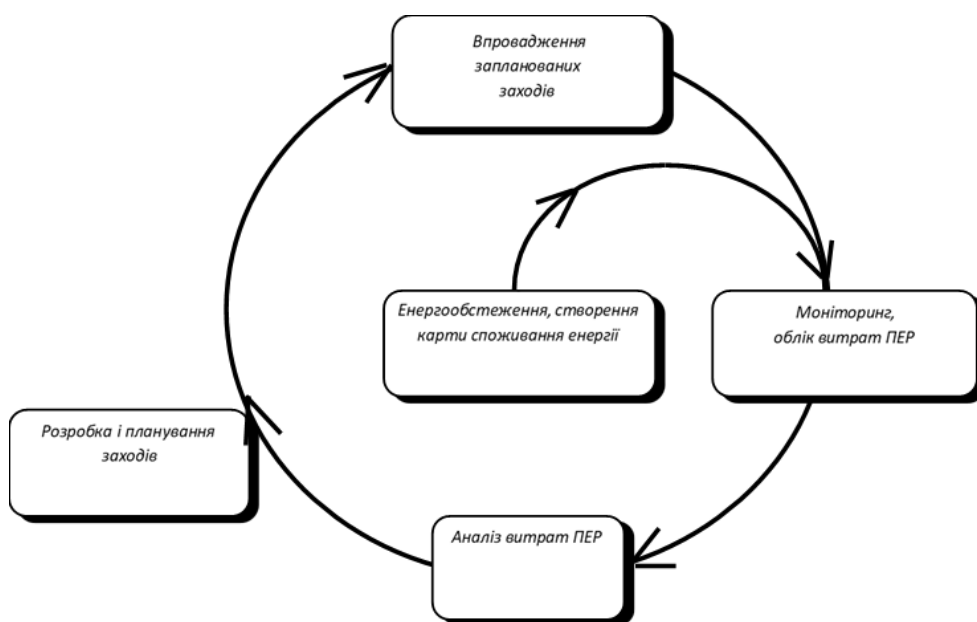 Впровадження
запланованих
заходів
Енергообстеження, створення
карти споживання енергії
Моніторинг,
облік витрат ПЕР
Розробка і планування
заходів
Аналіз витрат ПЕР